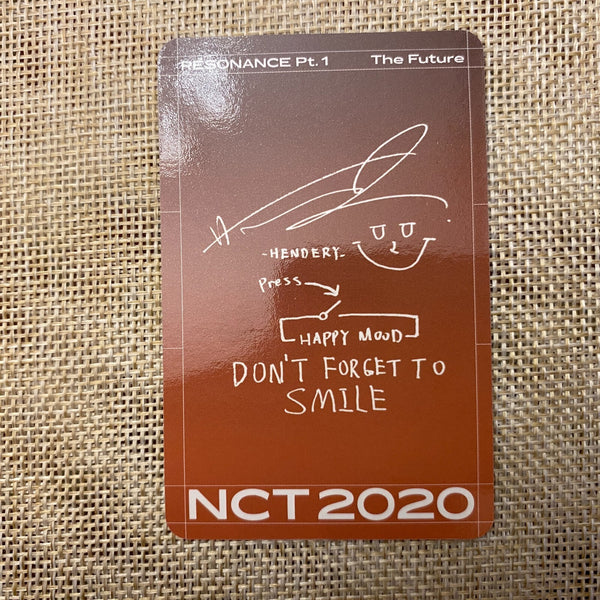 RESONANCE Pt. 1 The Future
-HENDERY-
Press
HAPPY MOOD
DON'T FORGET TO
SMILE
NCT 2020